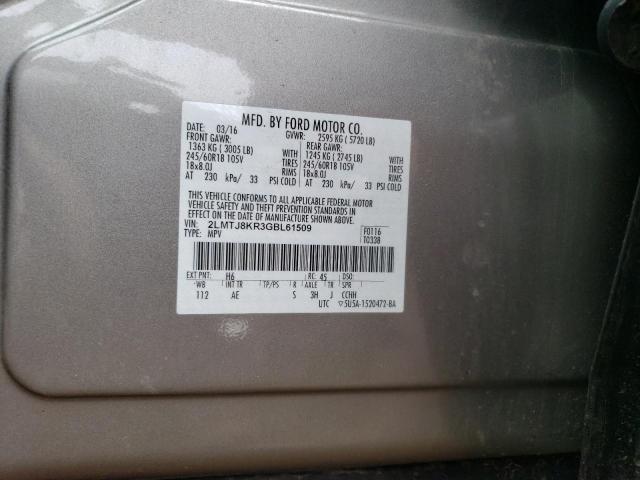 MFD. BY FORD MOTOR CO.
DATE: 03/16 GVWR: 2595 KG ( 5720 LB)
FRONT GAWR: REAR GAWR:
1363 KG ( 3005 LB) WITH 1245 KG ( 2745 LB) WITH
245/60R18 105V TIRES 245/60R18 105V TIRES
18x8.0J RIMS 18x8.0J RIMS
AT 230 kPa/ 33 PSI COLD AT 230 kPa/ 33 PSI COLD
THIS VEHICLE CONFORMS TO ALL APPLICABLE FEDERAL MOTOR
VEHICLE SAFETY AND THEFT PREVENTION STANDARDS IN
EFFECT ON THE DATE OF MANUFACTURE SHOWN ABOVE.
VIN: 2LMTJ8KR3GBL61509 F0116
TYPE: MPV T0338
EXT PNT: H6 RC: 45 DSO:
WB INT TR TP/PS R AXLE TR SPR
112 AE S 3H J CCHH
UTC ▽5U5A-1520472-BA